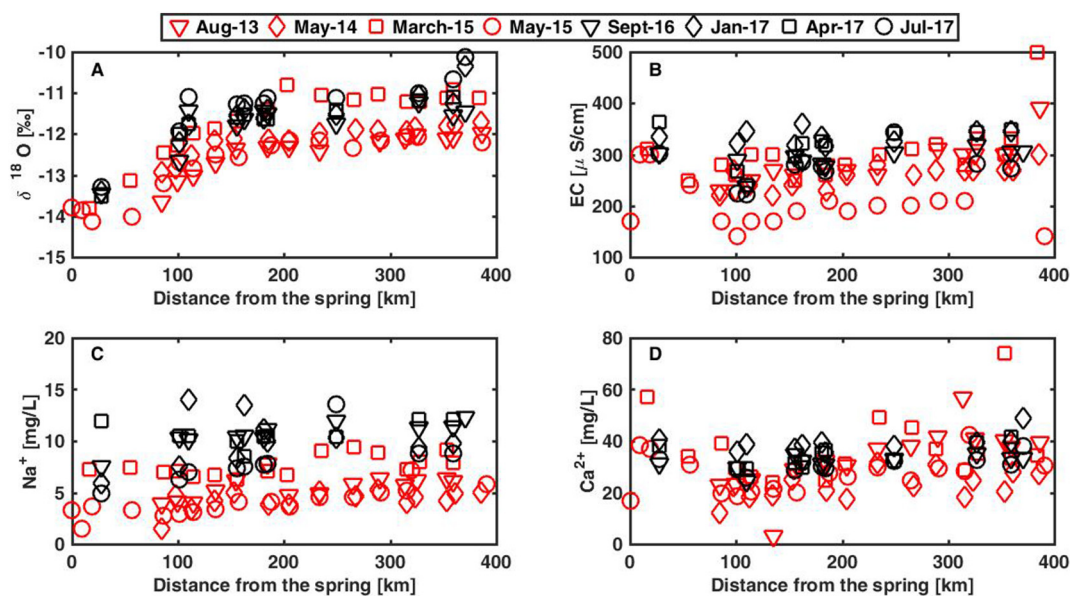 Aug-13 May-14 March-15 May-15 Sept-16 Jan-17 Apr-17 Jul-17
A
δ 18 O [‰]
-10
-11
-12
-13
-14
-15
0 100 200 300 400
Distance from the spring [km]
B
EC [μ S/cm]
500
400
300
200
100
0 100 200 300 400
Distance from the spring [km]
C
Na+ [mg/L]
20
15
10
5
0
0 100 200 300 400
Distance from the spring [km]
D
Ca2+ [mg/L]
80
60
40
20
0
0 100 200 300 400
Distance from the spring [km]